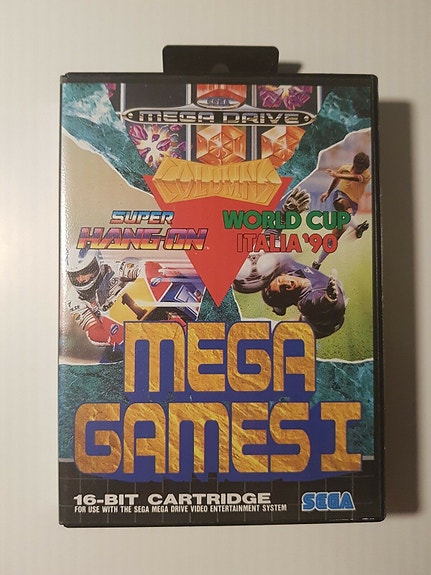 SEGA
MEGA DRIVE
COLUMNS
SUPER
HANG-ON
WORLD CUP
ITALIA '90
MEGA
GAMES I
16-BIT CARTRIDGE
FOR USE WITH THE SEGA MEGA DRIVE VIDEO ENTERTAINMENT SYSTEM
SEGA